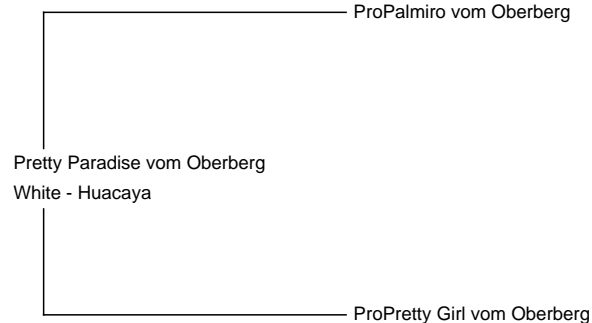 ProPalmiro vom Oberberg
Pretty Paradise vom Oberberg
White - Huacaya
ProPretty Girl vom Oberberg